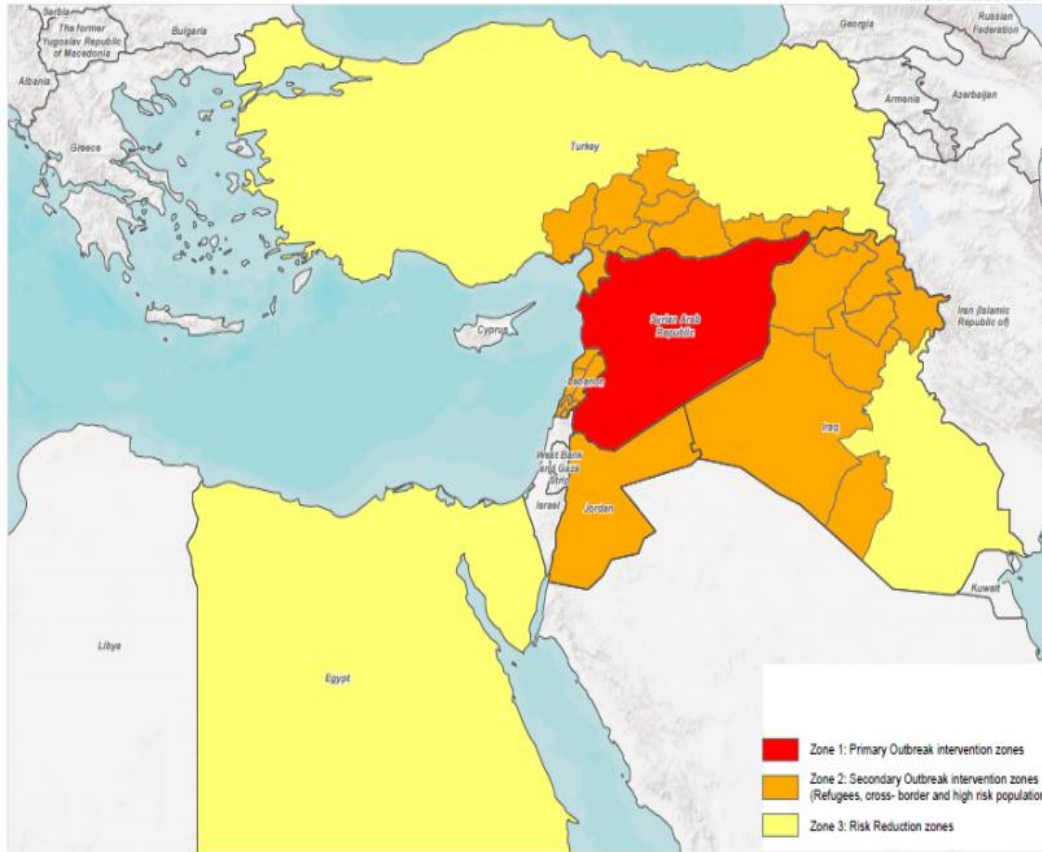 Serbia
The former
Yugoslav Republic
of Macedonia
Bulgaria
Georgia
Russian
Federation
Albania
Greece
Turkey
Armenia
Azerbaijan
Cyprus
Syrian Arab
Republic
Iran (Islamic
Republic of)
Lebanon
Iraq
West Bank
and Gaza
Strip
Israel
Jordan
Kuwait
Libya
Egypt
Zone 1: Primary Outbreak intervention zones
Zone 2: Secondary Outbreak intervention zones
(Refugees, cross- border and high risk population
Zone 3: Risk Reduction zones